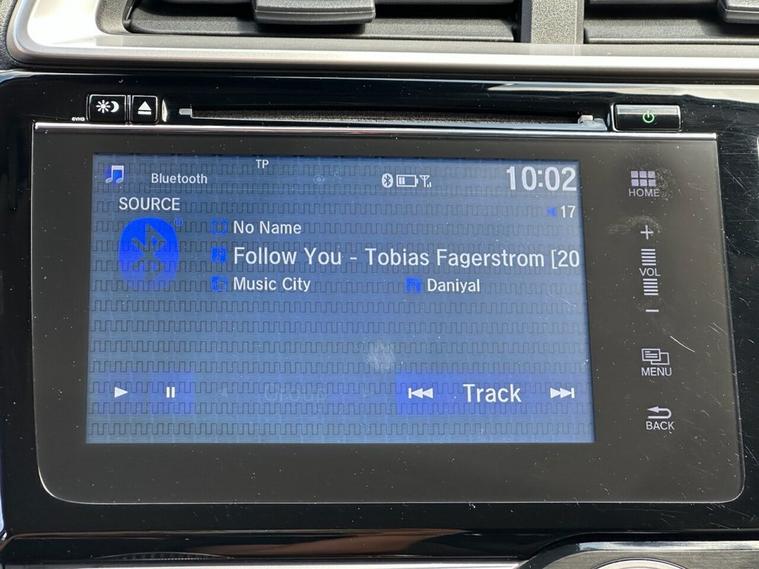 TP
Bluetooth
10:02
SOURCE
17
No Name
Follow You - Tobias Fagerstrom [20
Music City
Daniyal
Track
HOME
+
VOL
−
MENU
BACK